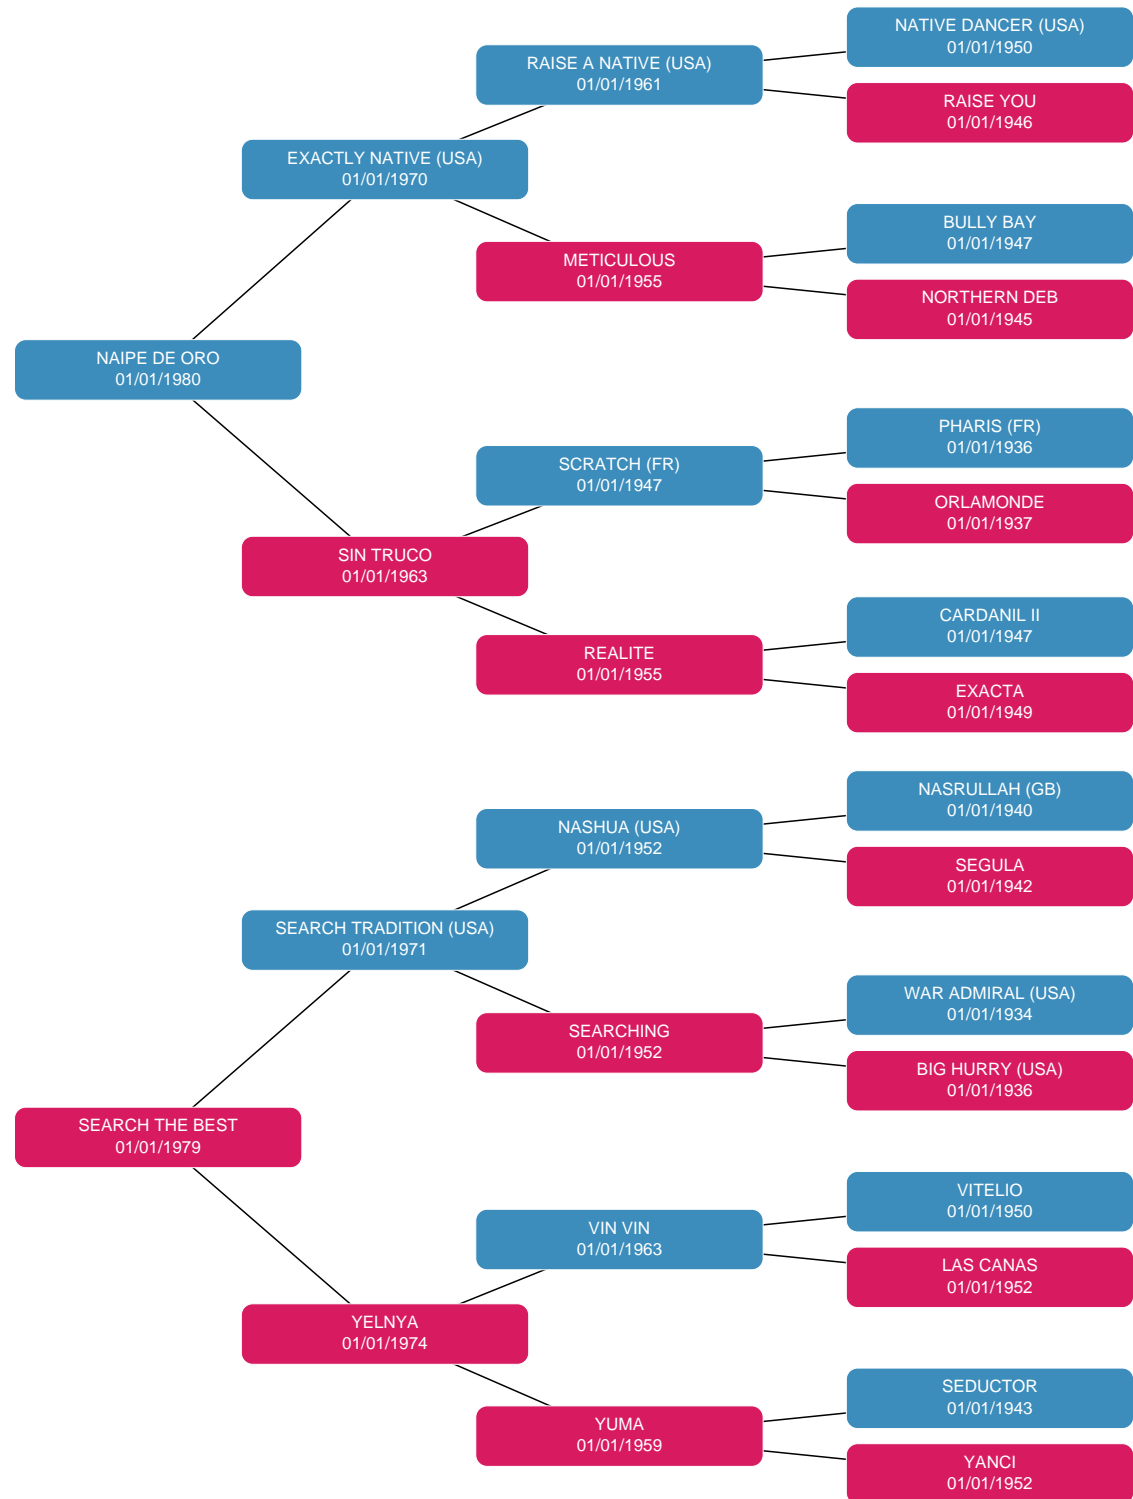 NATIVE DANCER (USA)
01/01/1950
RAISE A NATIVE (USA)
01/01/1961
RAISE YOU
01/01/1946
EXACTLY NATIVE (USA)
01/01/1970
BULLY BAY
01/01/1947
METICULOUS
01/01/1955
NORTHERN DEB
01/01/1945
NAIPE DE ORO
01/01/1980
PHARIS (FR)
01/01/1936
SCRATCH (FR)
01/01/1947
ORLAMONDE
01/01/1937
SIN TRUCO
01/01/1963
CARDANIL II
01/01/1947
REALITE
01/01/1955
EXACTA
01/01/1949
NASRULLAH (GB)
01/01/1940
NASHUA (USA)
01/01/1952
SEGULA
01/01/1942
SEARCH TRADITION (USA)
01/01/1971
WAR ADMIRAL (USA)
01/01/1934
SEARCHING
01/01/1952
BIG HURRY (USA)
01/01/1936
SEARCH THE BEST
01/01/1979
VITELIO
01/01/1950
VIN VIN
01/01/1963
LAS CANAS
01/01/1952
YELNYA
01/01/1974
SEDUCTOR
01/01/1943
YUMA
01/01/1959
YANCI
01/01/1952